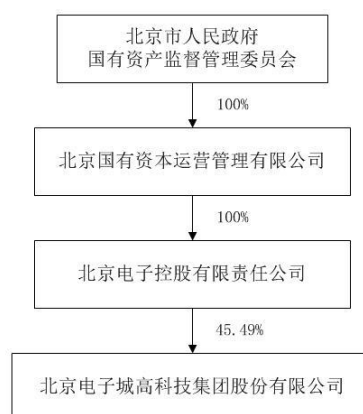 北京市人民政府
国有资产监督管理委员会
100%
北京国有资本运营管理有限公司
100%
北京电子控股有限责任公司
45.49%
北京电子城高科技集团股份有限公司